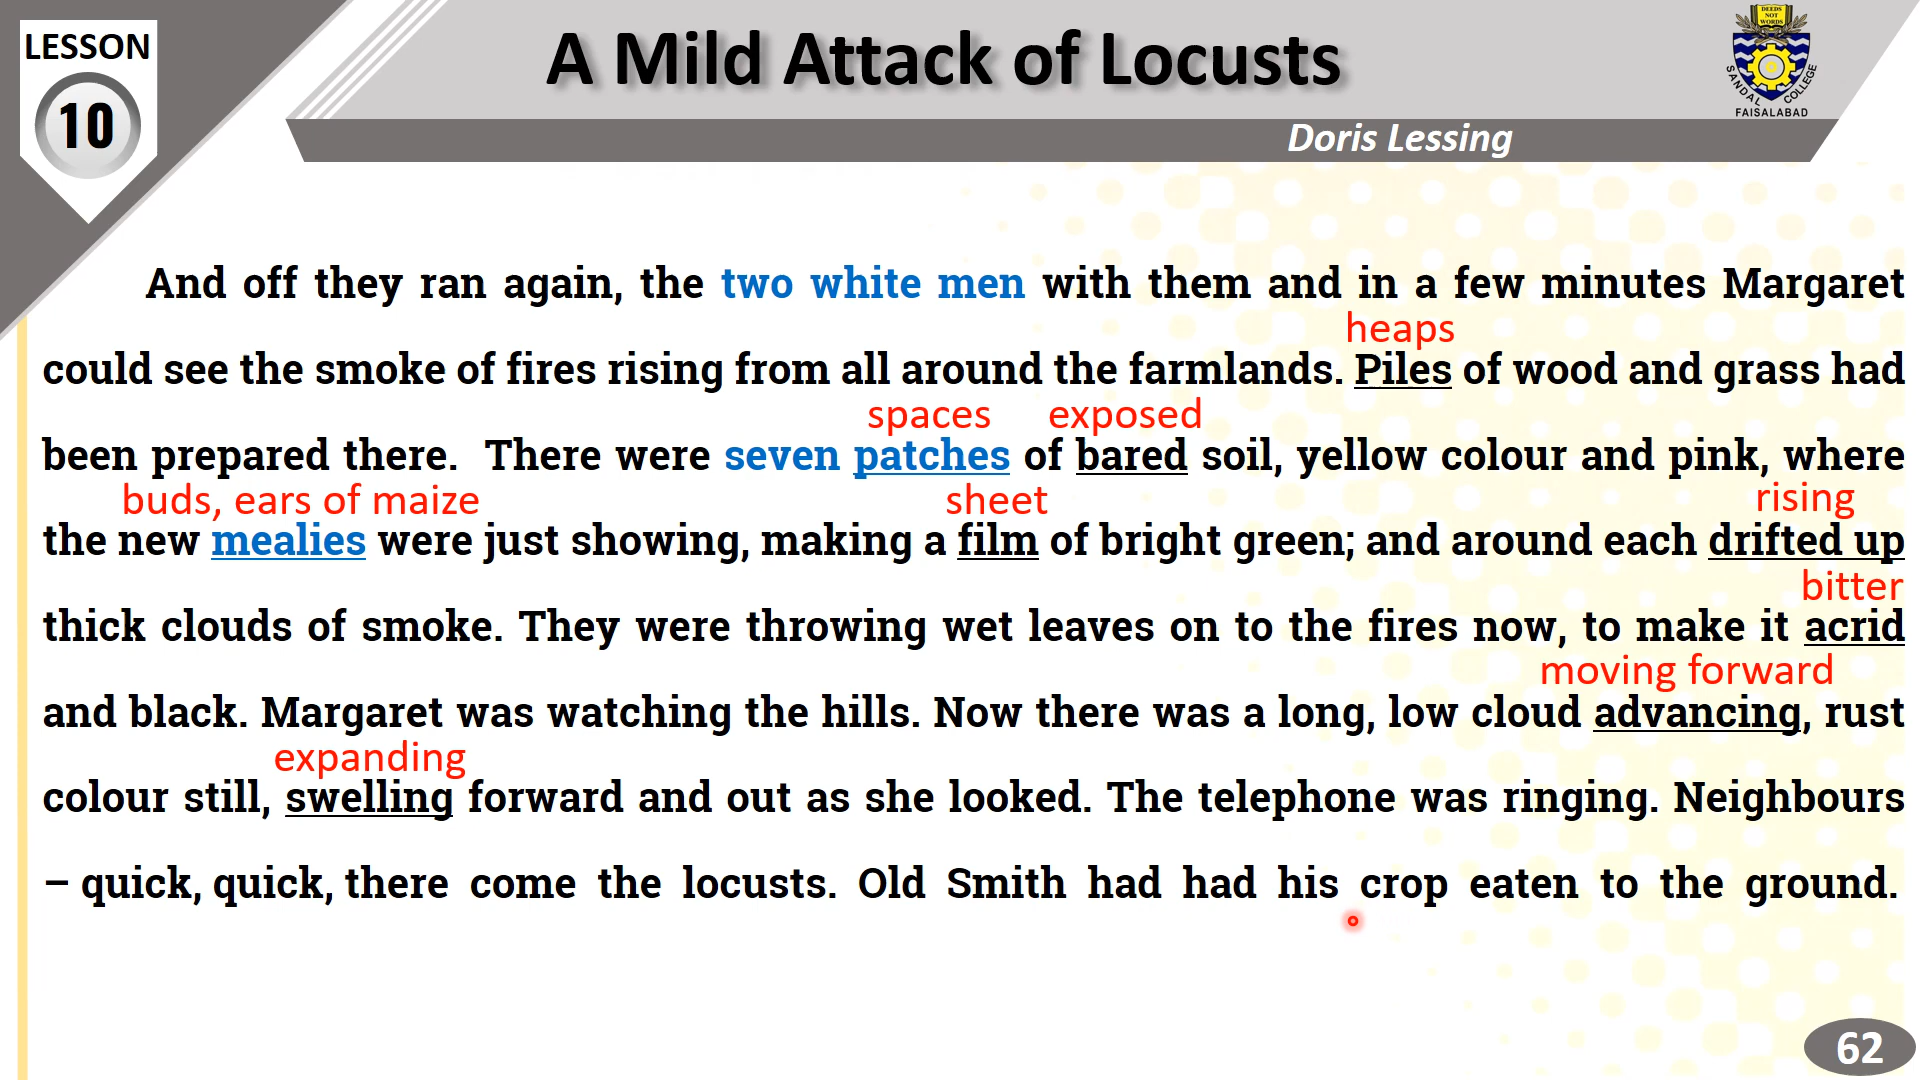 LESSON
10
A Mild Attack of Locusts
DEEDS
NOT
WORDS
SANDAL COLLEGE
FAISALABAD
Doris Lessing
And off they ran again, the two white men with them and in a few minutes Margaret
heaps
could see the smoke of fires rising from all around the farmlands. Piles of wood and grass had
spaces exposed
been prepared there. There were seven patches of bared soil, yellow colour and pink, where
buds, ears of maize sheet rising
the new mealies were just showing, making a film of bright green; and around each drifted up
bitter
thick clouds of smoke. They were throwing wet leaves on to the fires now, to make it acrid
moving forward
and black. Margaret was watching the hills. Now there was a long, low cloud advancing, rust
expanding
colour still, swelling forward and out as she looked. The telephone was ringing. Neighbours
– quick, quick, there come the locusts. Old Smith had had his crop eaten to the ground.
62